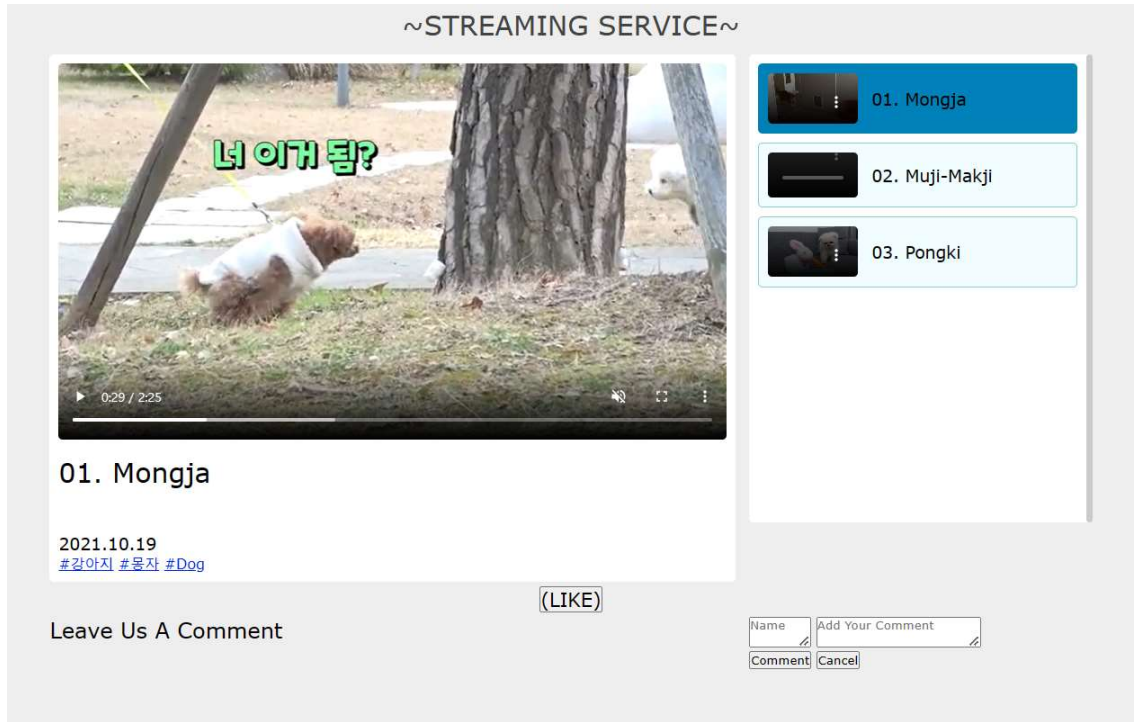 ~STREAMING SERVICE~
너 이거 됨?
0:29 / 2:25
01. Mongja
2021.10.19
#강아지 #몽자 #Dog
01. Mongja
02. Muji-Makji
03. Pongki
(LIKE)
Leave Us A Comment
Name
Add Your Comment
Comment
Cancel